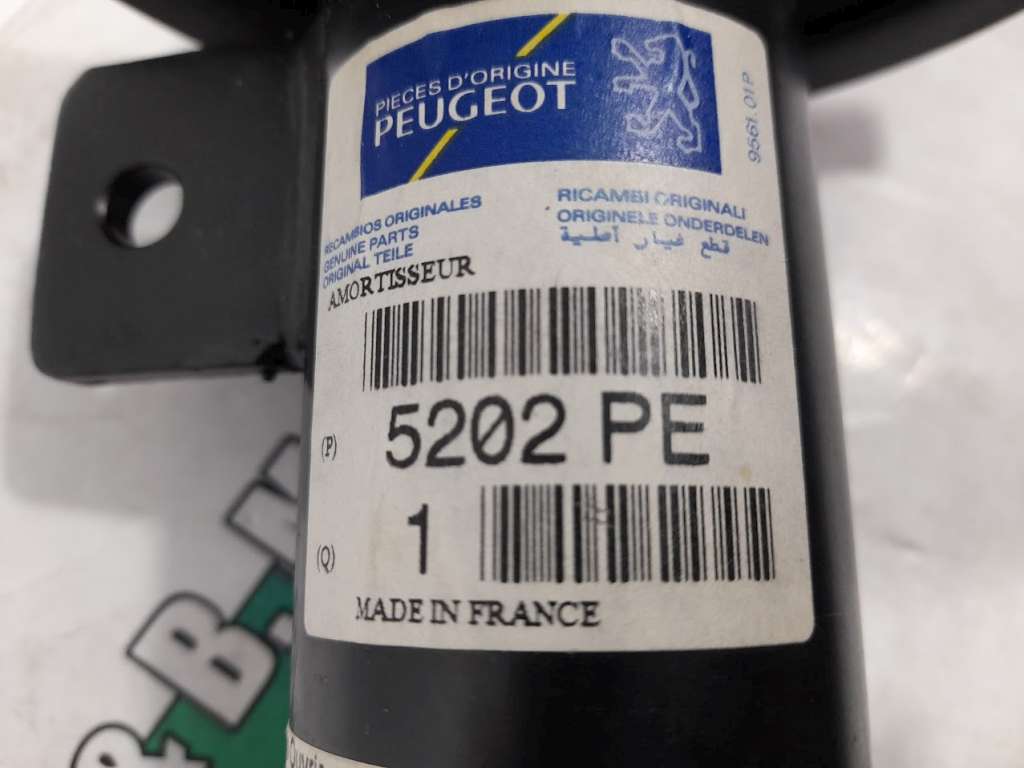 PIECES D'ORIGINE
PEUGEOT
9561.01P
RECAMBIOS ORIGINALES
GENUINE PARTS
ORIGINAL TEILE
RICAMBI ORIGINALI
ORIGINELE ONDERDELEN
قطع غيار أصلية
AMORTISSEUR
(P) 5202 PE
(Q) 1
MADE IN FRANCE
& B.